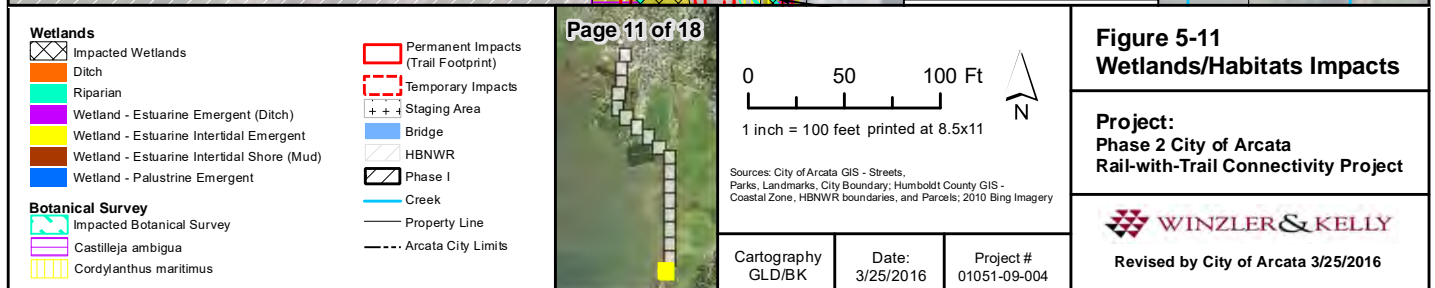 Wetlands
Impacted Wetlands
Ditch
Riparian
Wetland - Estuarine Emergent (Ditch)
Wetland - Estuarine Intertidal Emergent
Wetland - Estuarine Intertidal Shore (Mud)
Wetland - Palustrine Emergent
Botanical Survey
Impacted Botanical Survey
Castilleja ambigua
Cordylanthus maritimus
Permanent Impacts
(Trail Footprint)
Temporary Impacts
Staging Area
Bridge
HBNWR
Phase I
Creek
Property Line
Arcata City Limits
Page 11 of 18
0 50 100 Ft
N
1 inch = 100 feet printed at 8.5x11
Sources: City of Arcata GIS - Streets,
Parks, Landmarks, City Boundary; Humboldt County GIS -
Coastal Zone, HBNWR boundaries, and Parcels; 2010 Bing Imagery
Cartography
GLD/BK
Date:
3/25/2016
Project #
01051-09-004
Figure 5-11
Wetlands/Habitats Impacts
Project:
Phase 2 City of Arcata
Rail-with-Trail Connectivity Project
WINZLER & KELLY
Revised by City of Arcata 3/25/2016